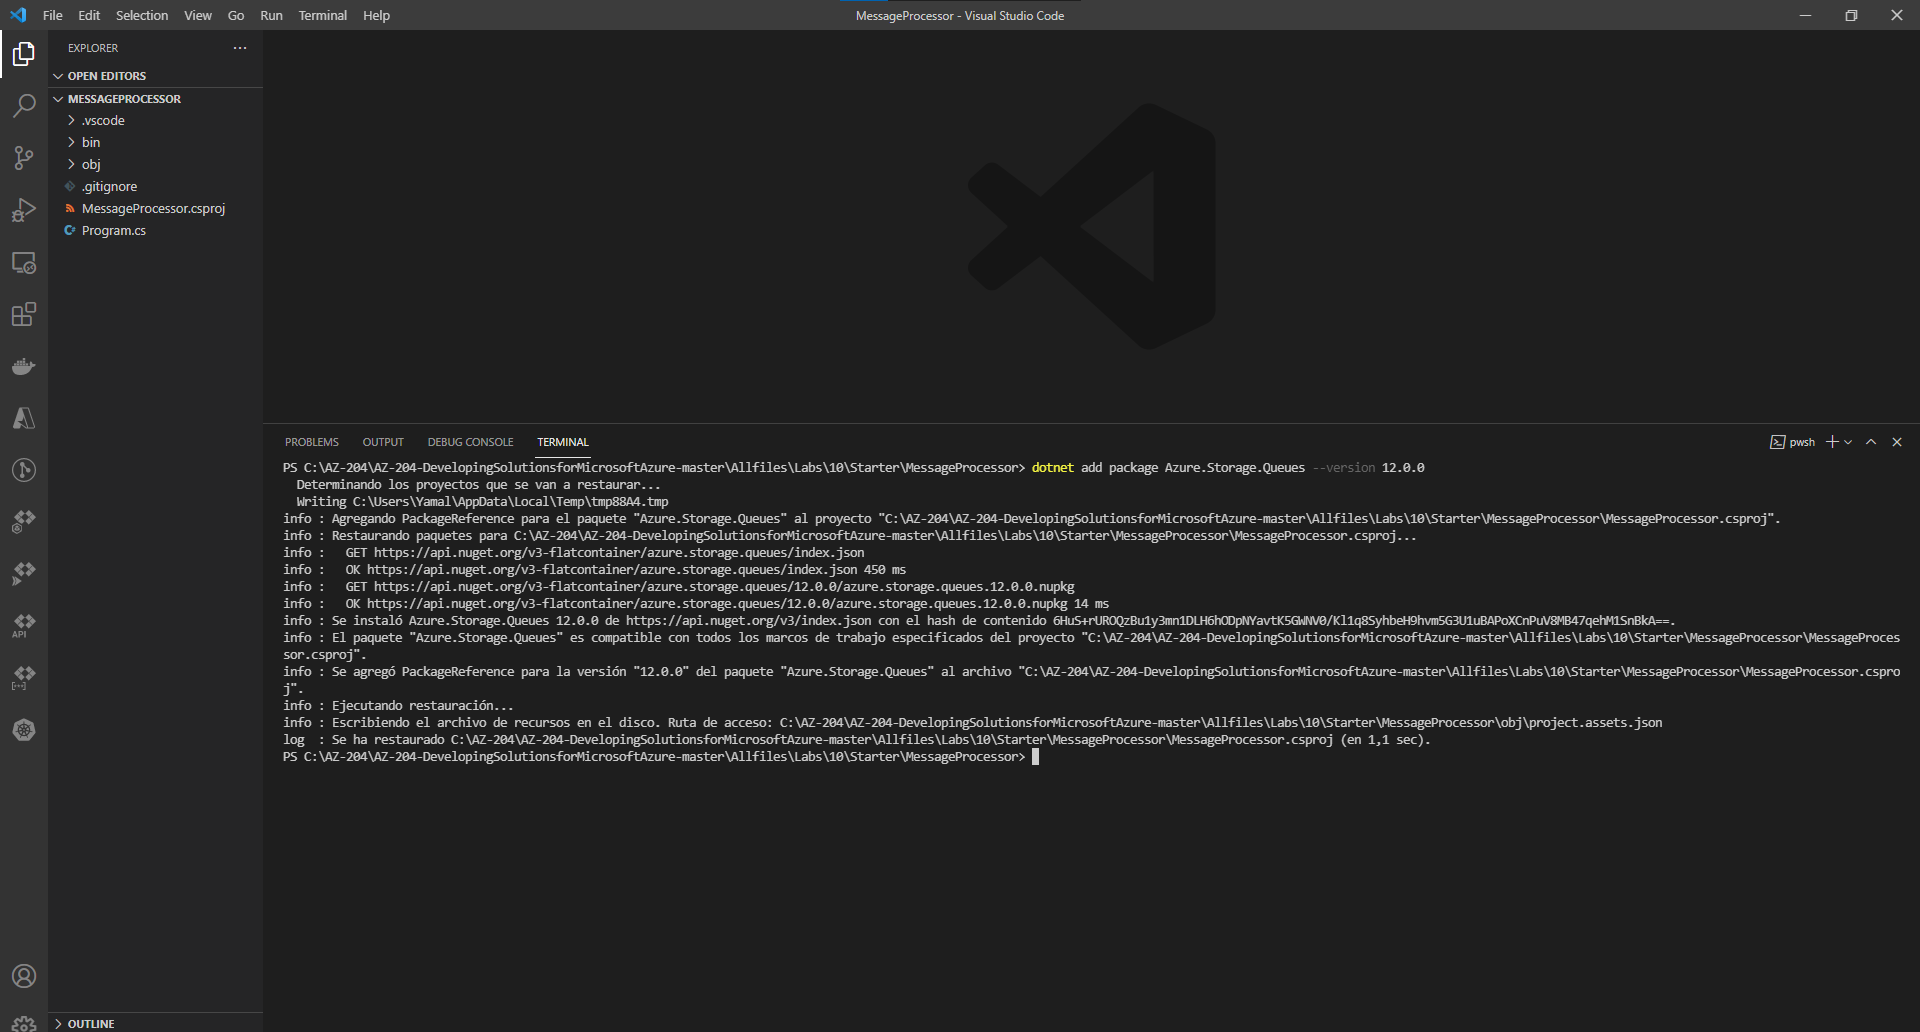 File Edit Selection View Go Run Terminal Help
MessageProcessor - Visual Studio Code
EXPLORER
OPEN EDITORS
MESSAGEPROCESSOR
.vscode
bin
obj
.gitignore
MessageProcessor.csproj
C# Program.cs
API
OUTLINE
PROBLEMS OUTPUT DEBUG CONSOLE TERMINAL
pwsh
PS C:\AZ-204\AZ-204-DevelopingSolutionsforMicrosoftAzure-master\Allfiles\Labs\10\Starter\MessageProcessor> dotnet add package Azure.Storage.Queues --version 12.0.0
Determinando los proyectos que se van a restaurar...
Writing C:\Users\Yamal\AppData\Local\Temp\tmp88A4.tmp
info : Agregando PackageReference para el paquete "Azure.Storage.Queues" al proyecto "C:\AZ-204\AZ-204-DevelopingSolutionsforMicrosoftAzure-master\Allfiles\Labs\10\Starter\MessageProcessor\MessageProcessor.csproj".
info : Restaurando paquetes para C:\AZ-204\AZ-204-DevelopingSolutionsforMicrosoftAzure-master\Allfiles\Labs\10\Starter\MessageProcessor\MessageProcessor.csproj...
info :   GET https://api.nuget.org/v3-flatcontainer/azure.storage.queues/index.json
info :   OK https://api.nuget.org/v3-flatcontainer/azure.storage.queues/index.json 450 ms
info :   GET https://api.nuget.org/v3-flatcontainer/azure.storage.queues/12.0.0/azure.storage.queues.12.0.0.nupkg
info :   OK https://api.nuget.org/v3-flatcontainer/azure.storage.queues/12.0.0/azure.storage.queues.12.0.0.nupkg 14 ms
info : Se instaló Azure.Storage.Queues 12.0.0 de https://api.nuget.org/v3/index.json con el hash de contenido 6HuS+rUROQzBu1y3mn1DLH6hODpNYavtK5GWNV0/Kl1q8SyhbeH9hvm5G3U1uBAPoXCnPuV8MB47qehM1SnBkA==.
info : El paquete "Azure.Storage.Queues" es compatible con todos los marcos de trabajo especificados del proyecto "C:\AZ-204\AZ-204-DevelopingSolutionsforMicrosoftAzure-master\Allfiles\Labs\10\Starter\MessageProcessor\MessageProces
sor.csproj".
info : Se agregó PackageReference para la versión "12.0.0" del paquete "Azure.Storage.Queues" al archivo "C:\AZ-204\AZ-204-DevelopingSolutionsforMicrosoftAzure-master\Allfiles\Labs\10\Starter\MessageProcessor\MessageProcessor.cspro
j".
info : Ejecutando restauración...
info : Escribiendo el archivo de recursos en el disco. Ruta de acceso: C:\AZ-204\AZ-204-DevelopingSolutionsforMicrosoftAzure-master\Allfiles\Labs\10\Starter\MessageProcessor\obj\project.assets.json
log  : Se ha restaurado C:\AZ-204\AZ-204-DevelopingSolutionsforMicrosoftAzure-master\Allfiles\Labs\10\Starter\MessageProcessor\MessageProcessor.csproj (en 1,1 sec).
PS C:\AZ-204\AZ-204-DevelopingSolutionsforMicrosoftAzure-master\Allfiles\Labs\10\Starter\MessageProcessor>